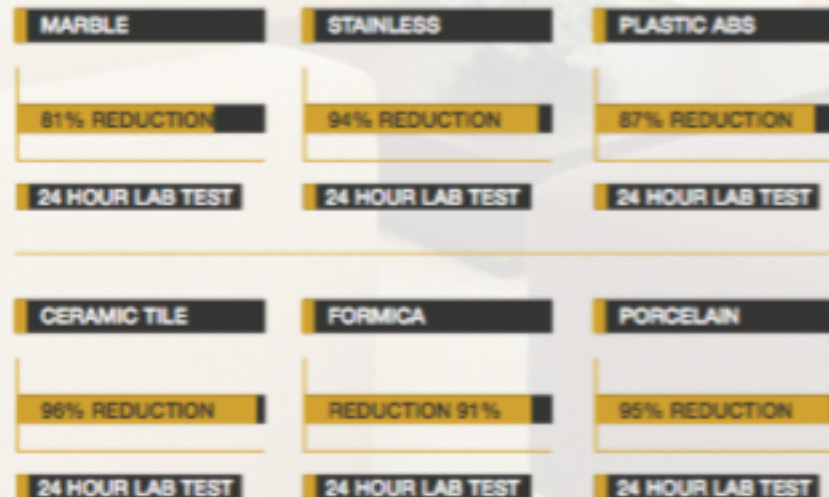 MARBLE
STAINLESS
PLASTIC ABS
81% REDUCTION
94% REDUCTION
87% REDUCTION
24 HOUR LAB TEST
24 HOUR LAB TEST
24 HOUR LAB TEST
CERAMIC TILE
FORMICA
PORCELAIN
96% REDUCTION
REDUCTION 91%
95% REDUCTION
24 HOUR LAB TEST
24 HOUR LAB TEST
24 HOUR LAB TEST